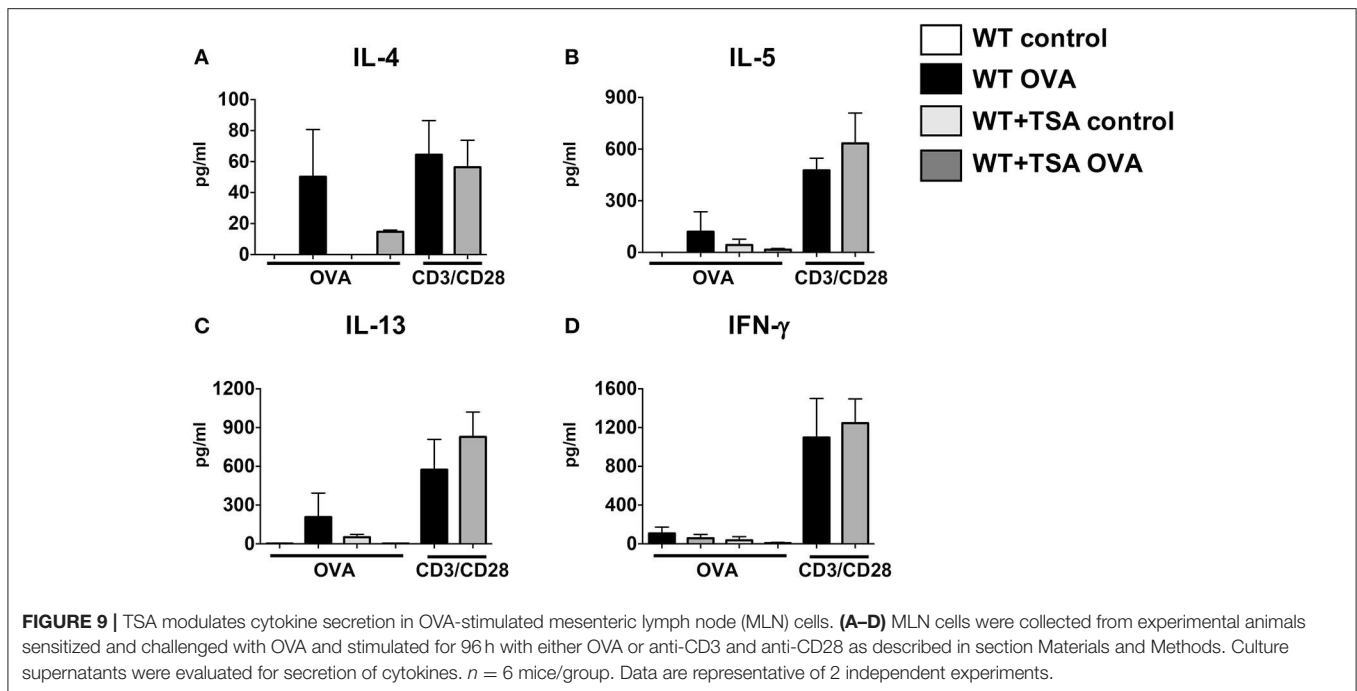 A
IL-4
100
80
60
40
20
0
pg/ml
OVA
CD3/CD28
B
IL-5
900
600
300
0
pg/ml
OVA
CD3/CD28
WT control
WT OVA
WT+TSA control
WT+TSA OVA
C
IL-13
1200
900
600
300
0
pg/ml
OVA
CD3/CD28
D
IFN-γ
1600
1200
800
400
0
pg/ml
OVA
CD3/CD28
FIGURE 9 | TSA modulates cytokine secretion in OVA-stimulated mesenteric lymph node (MLN) cells. (A–D) MLN cells were collected from experimental animals
sensitized and challenged with OVA and stimulated for 96 h with either OVA or anti-CD3 and anti-CD28 as described in section Materials and Methods. Culture
supernatants were evaluated for secretion of cytokines. n = 6 mice/group. Data are representative of 2 independent experiments.